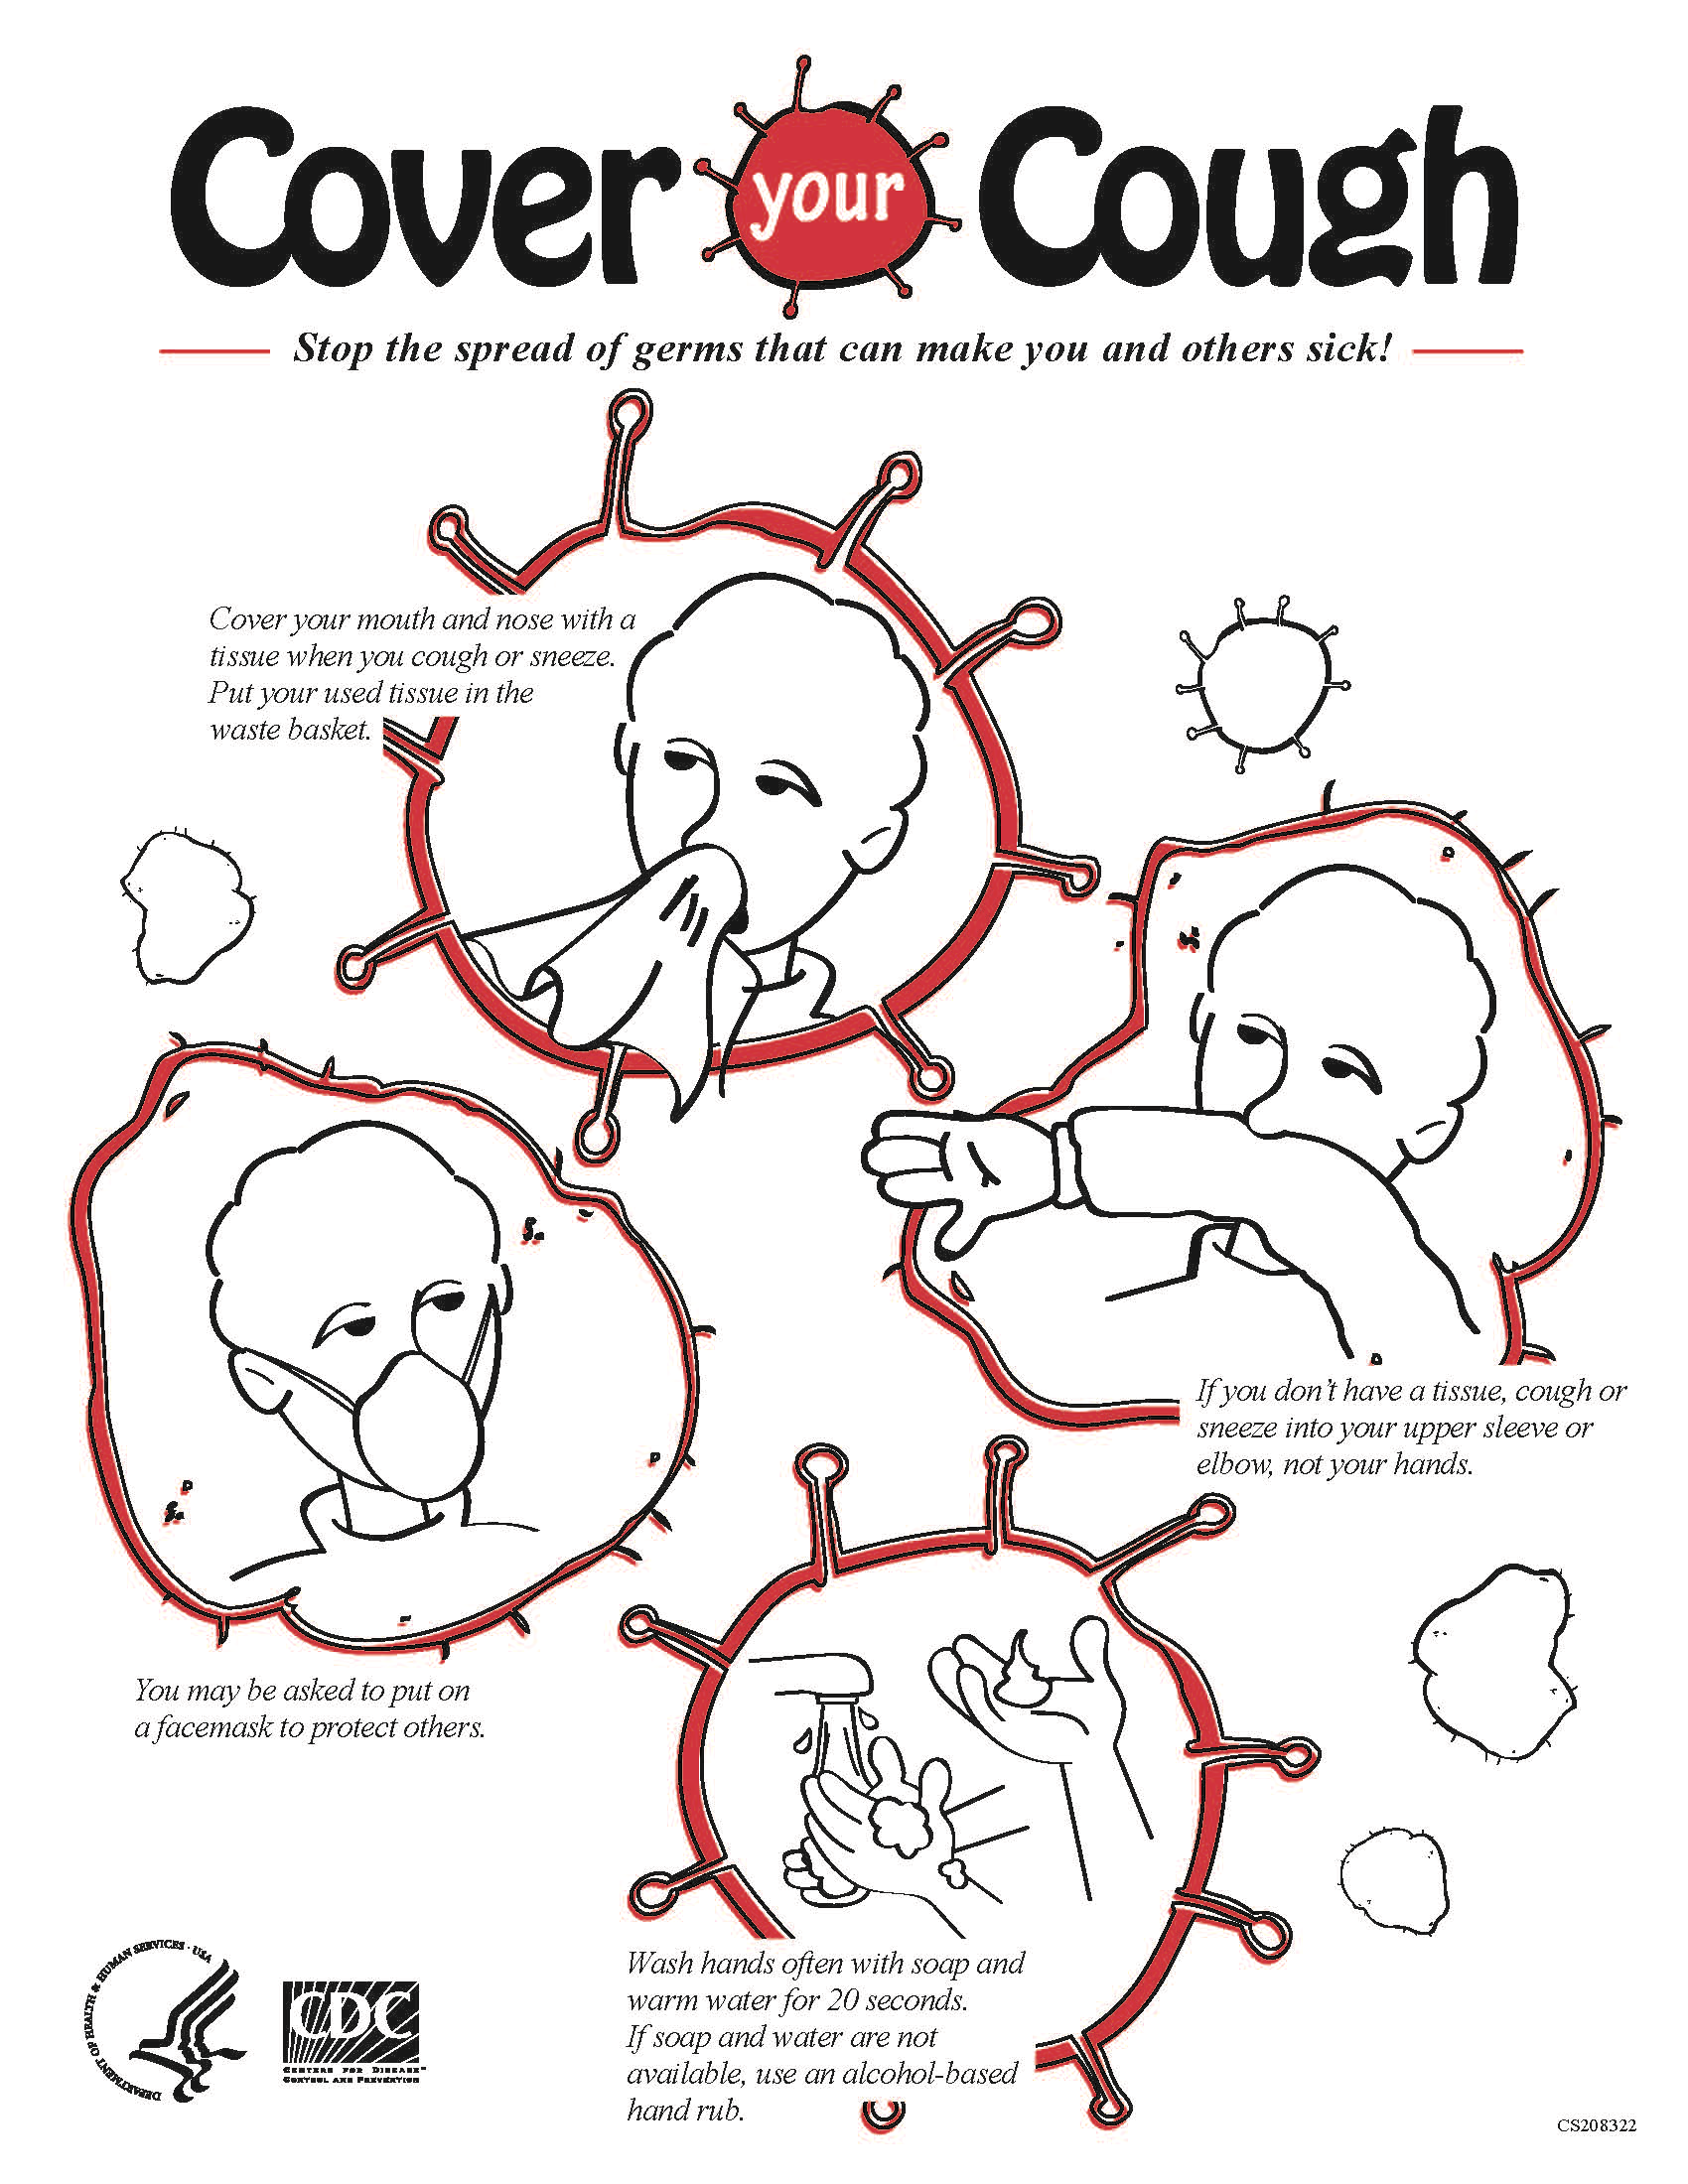 Cover your Cough
Stop the spread of germs that can make you and others sick!
Cover your mouth and nose with a
tissue when you cough or sneeze.
Put your used tissue in the
waste basket.
If you don't have a tissue, cough or
sneeze into your upper sleeve or
elbow, not your hands.
You may be asked to put on
a facemask to protect others.
Wash hands often with soap and
warm water for 20 seconds.
If soap and water are not
available, use an alcohol-based
hand rub.
DEPARTMENT OF HEALTH & HUMAN SERVICES · USA
CDC
CENTERS FOR DISEASE™
CONTROL AND PREVENTION
CS208322